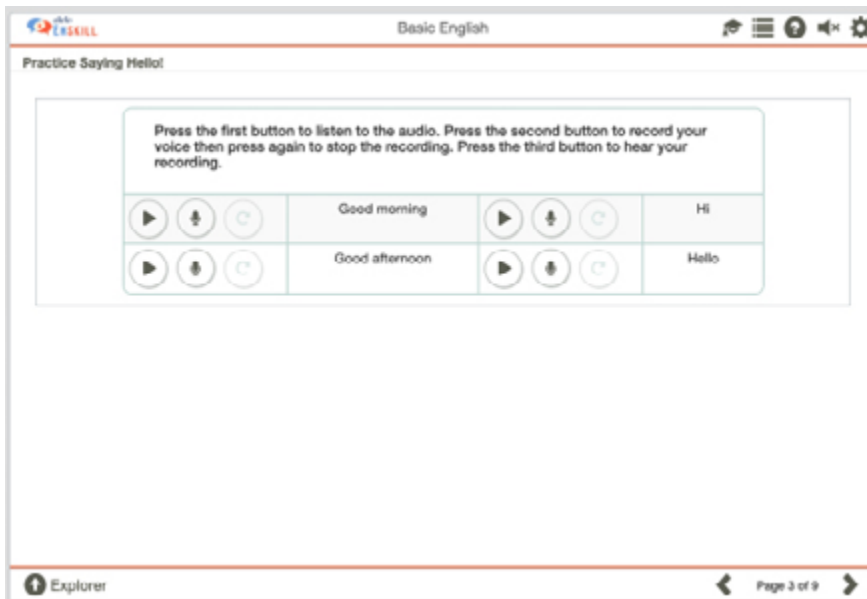 ENSKILL
Basic English
Practice Saying Hello!
Press the first button to listen to the audio. Press the second button to record your
voice then press again to stop the recording. Press the third button to hear your
recording.
Good morning
Hi
Good afternoon
Hello
Explorer
Page 3 of 9